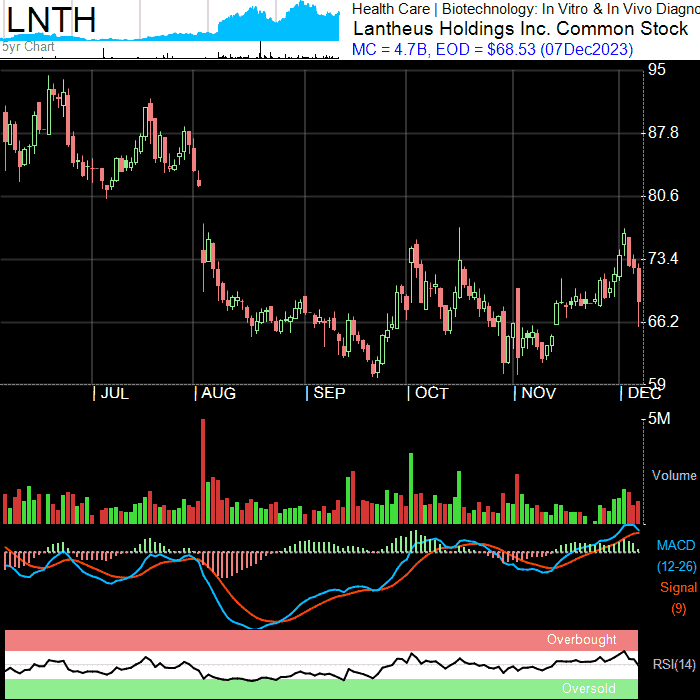 LNTH
5yr Chart
Health Care | Biotechnology: In Vitro & In Vivo Diagno
Lantheus Holdings Inc. Common Stock
MC = 4.7B, EOD = $68.53 (07Dec2023)
95
87.8
80.6
73.4
66.2
59
| JUL | AUG | SEP | OCT | NOV | DEC
5M
Volume
MACD
(12-26)
Signal
(9)
Overbought
RSI(14)
Oversold